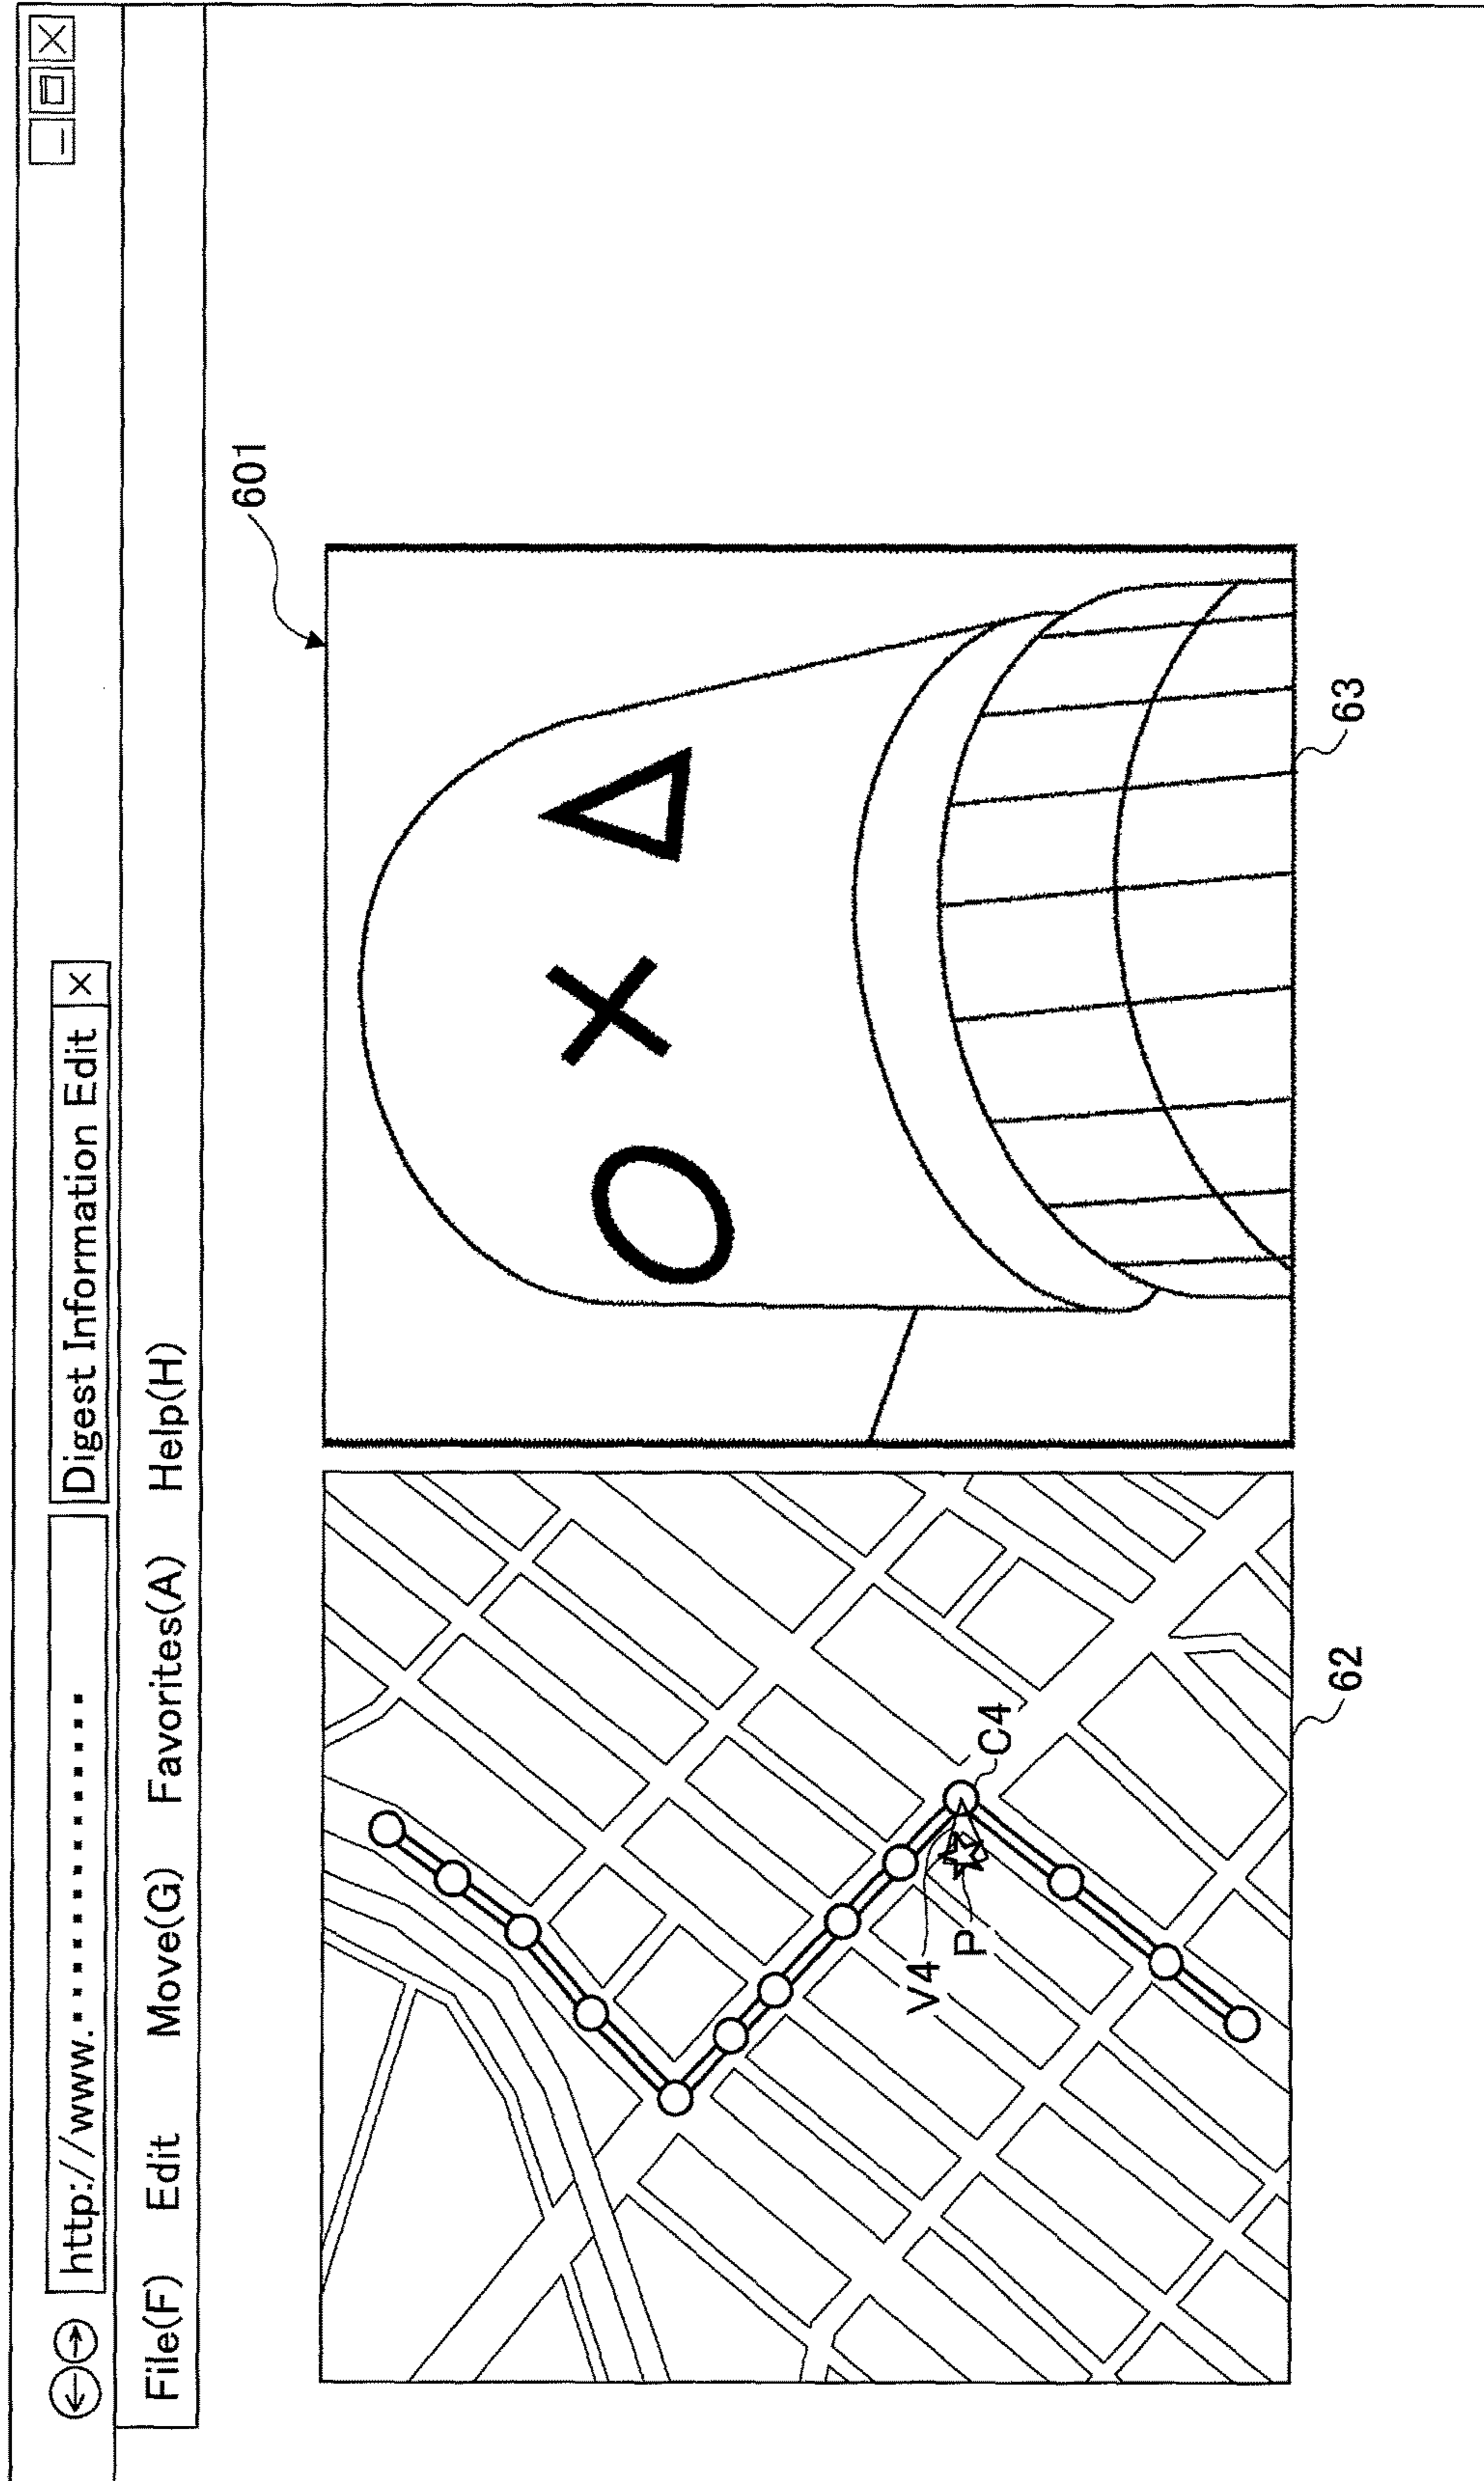 http://www. ･･････････････
Digest Information Edit ×
File(F) Edit Move(G) Favorites(A) Help(H)
601
○×△
V4
P
C4
62
63